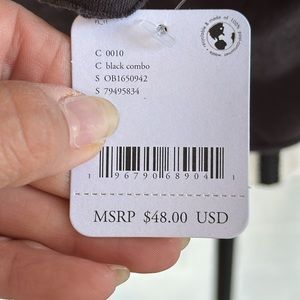 C 0010
C black combo
S OB1650942
S 79495834
1 96790 68904 1
MSRP $48.00 USD